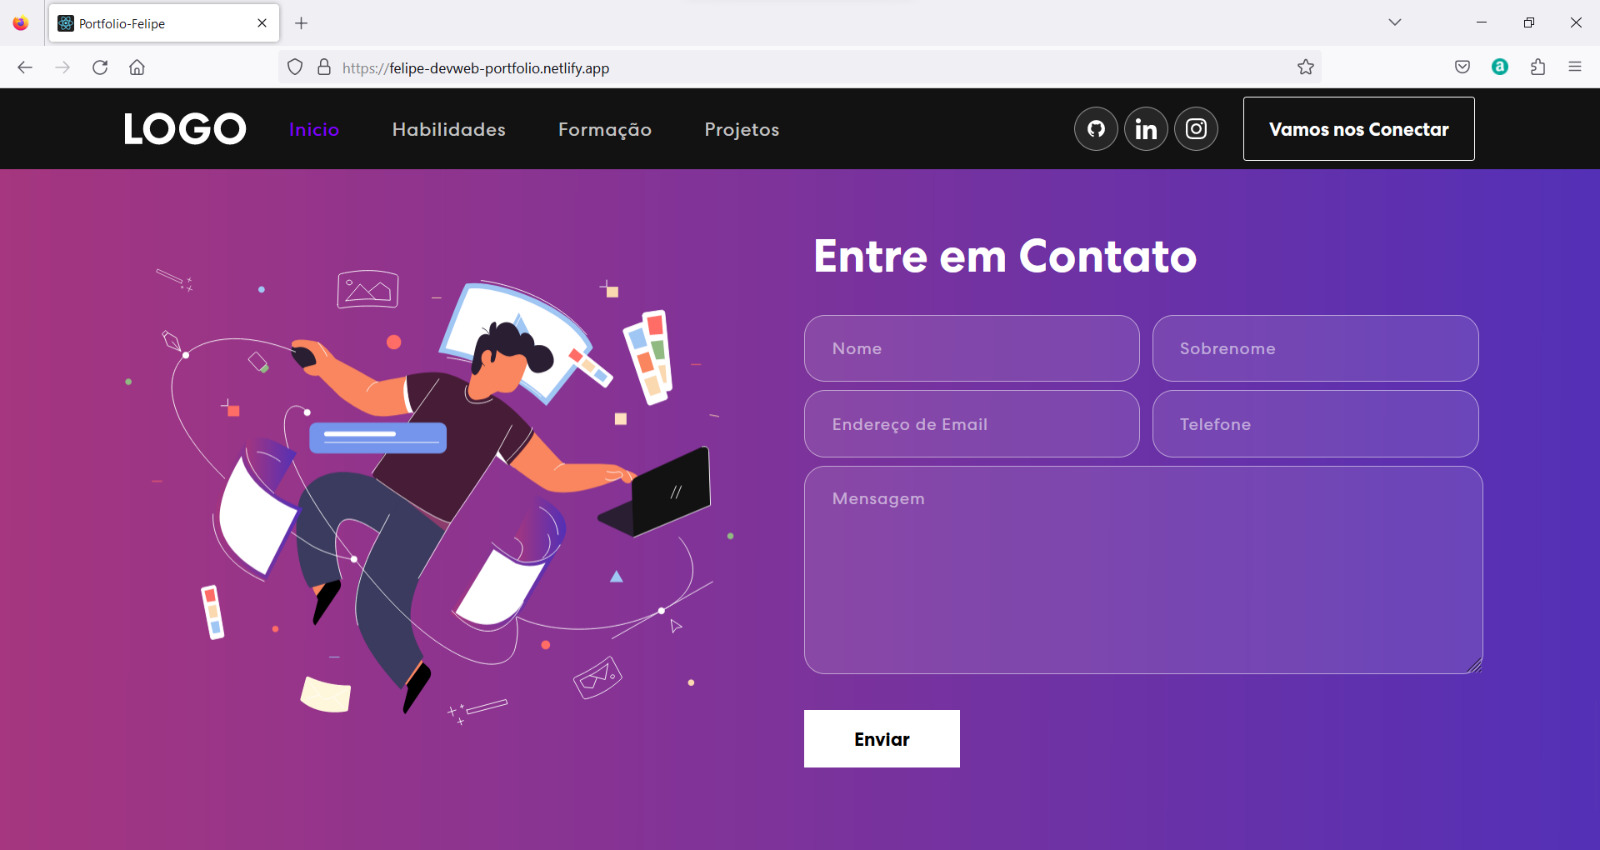 Portfolio-Felipe
https://felipe-devweb-portfolio.netlify.app
a
LOGO
Inicio
Habilidades
Formação
Projetos
in
Vamos nos Conectar
Entre em Contato
Nome
Sobrenome
Endereço de Email
Telefone
Mensagem
Enviar